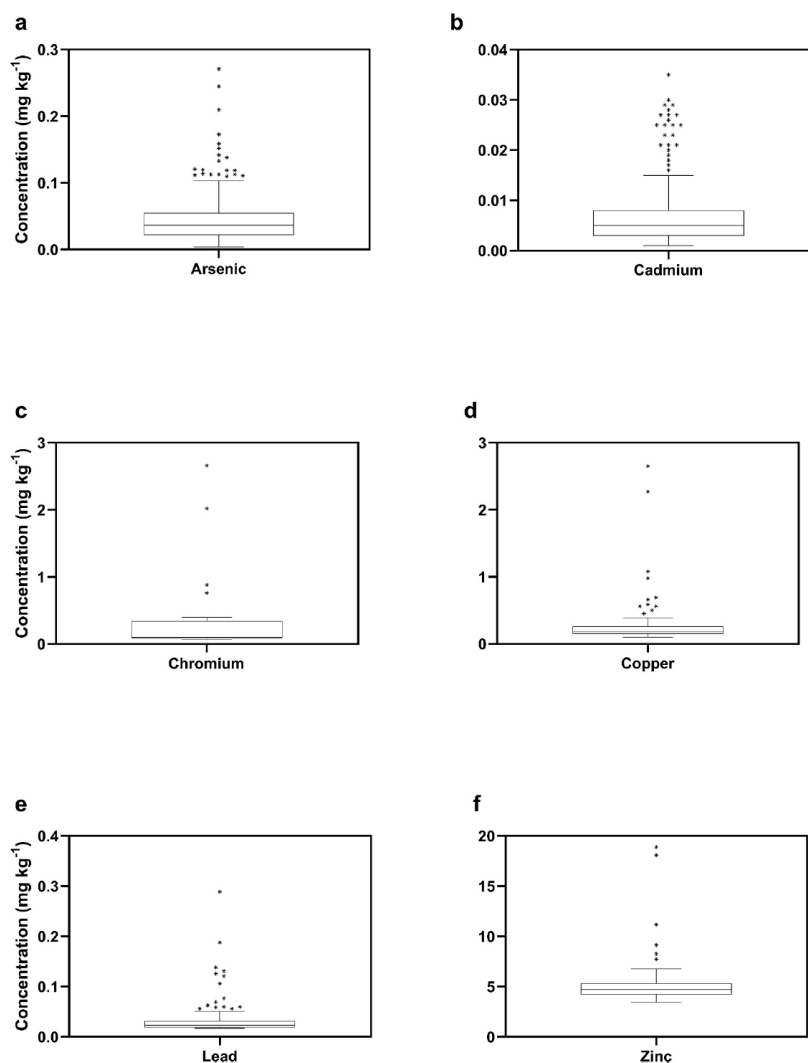 a
b
Concentration (mg kg-1)
0.3
0.2
0.1
0.0
Arsenic
0.04
0.03
0.02
0.01
0.00
Cadmium
c
d
Concentration (mg kg-1)
3
2
1
0
Chromium
3
2
1
0
Copper
e
f
Concentration (mg kg-1)
0.4
0.3
0.2
0.1
0.0
Lead
20
15
10
5
0
Zinc